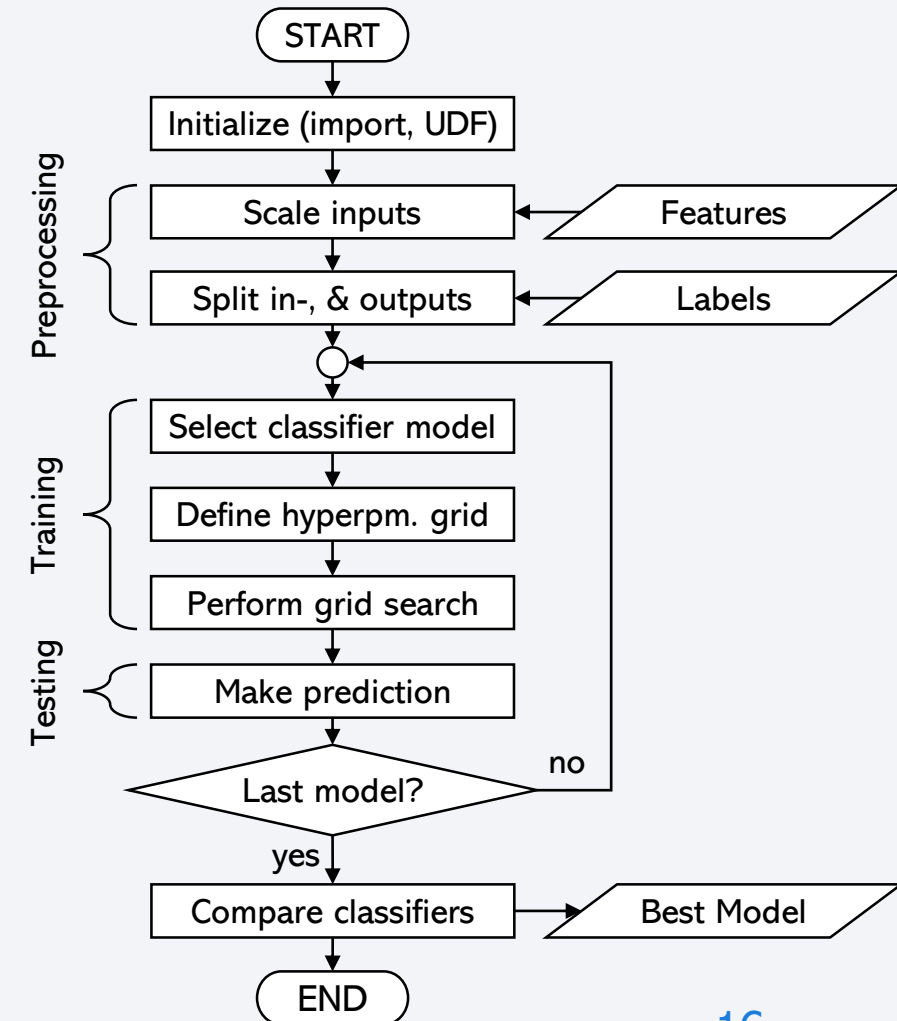 START
Initialize (import, UDF)
Preprocessing
Scale inputs
Features
Split in-, & outputs
Labels
Training
Select classifier model
Define hyperpm. grid
Perform grid search
Testing
Make prediction
Last model?
no
yes
Compare classifiers
Best Model
END